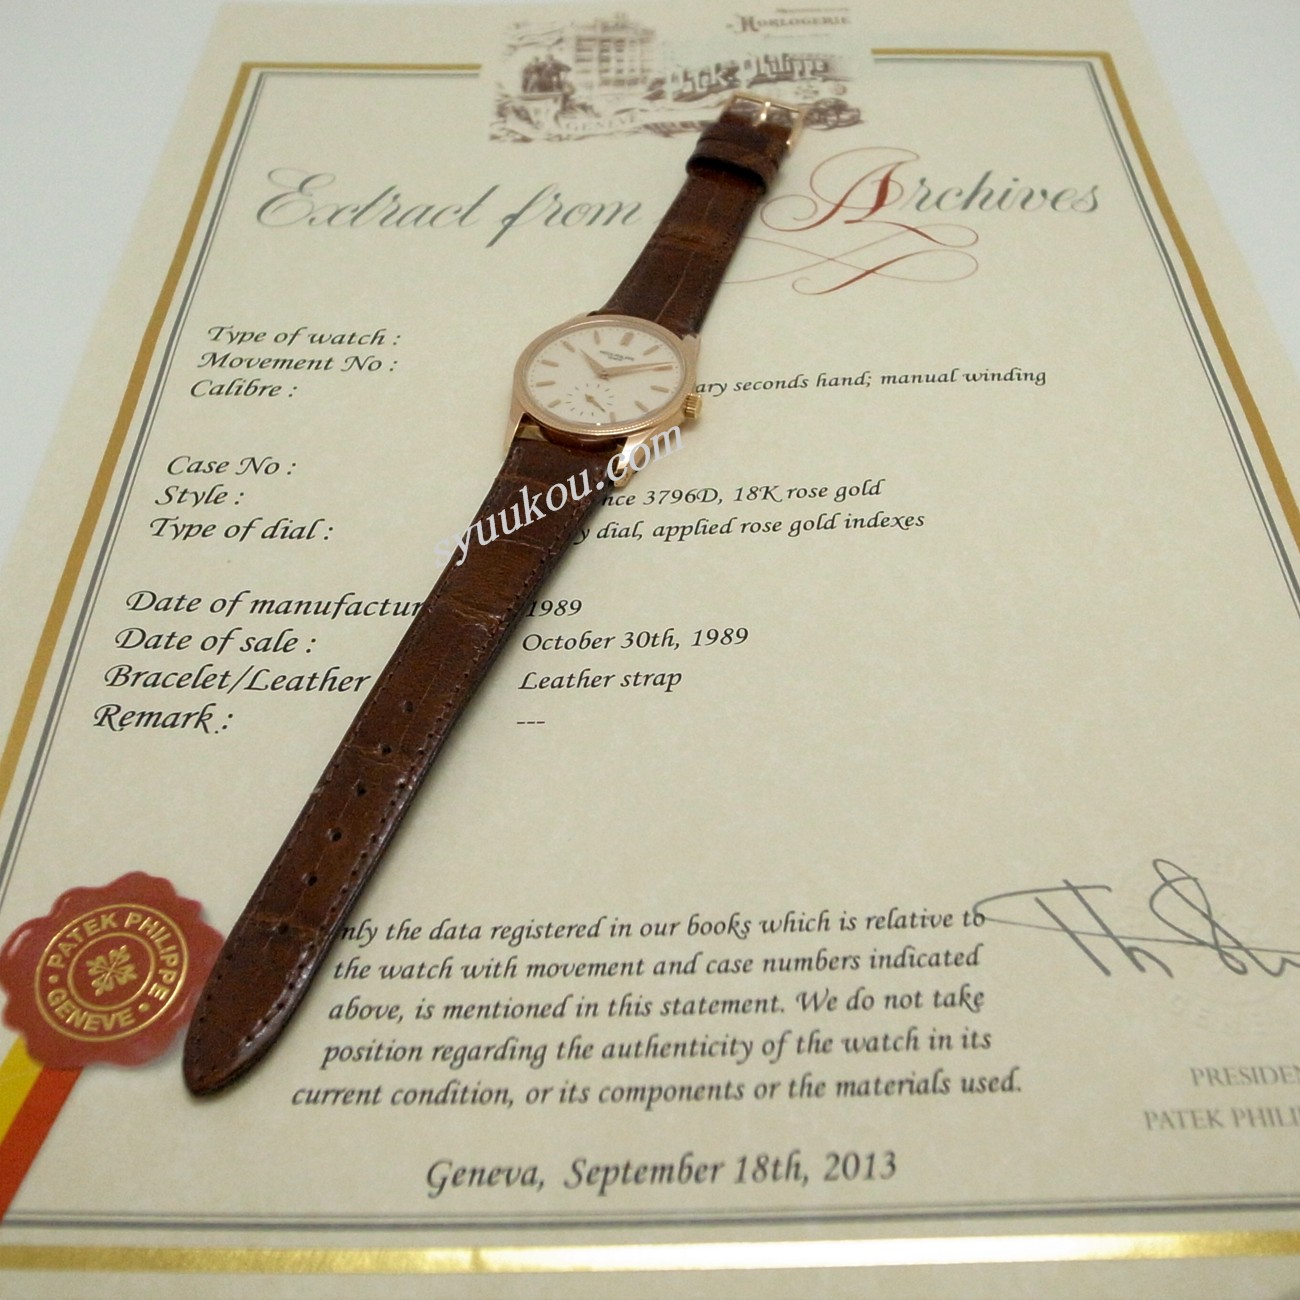 HORLOGERIE
Patek Philippe
GENEVE
Extract from Archives
Type of watch :
Movement No :
Calibre :
ary seconds hand; manual winding
Case No :
Style :
nce 3796D, 18K rose gold
Type of dial :
y dial, applied rose gold indexes
syuukou.com
Date of manufactur 1989
Date of sale : October 30th, 1989
Bracelet/Leather Leather strap
Remark : ---
PATEK PHILIPPE
GENEVE
nly the data registered in our books which is relative to
the watch with movement and case numbers indicated
above, is mentioned in this statement. We do not take
position regarding the authenticity of the watch in its
current condition, or its components or the materials used.
PRESIDEN
PATEK PHILI
Geneva, September 18th, 2013